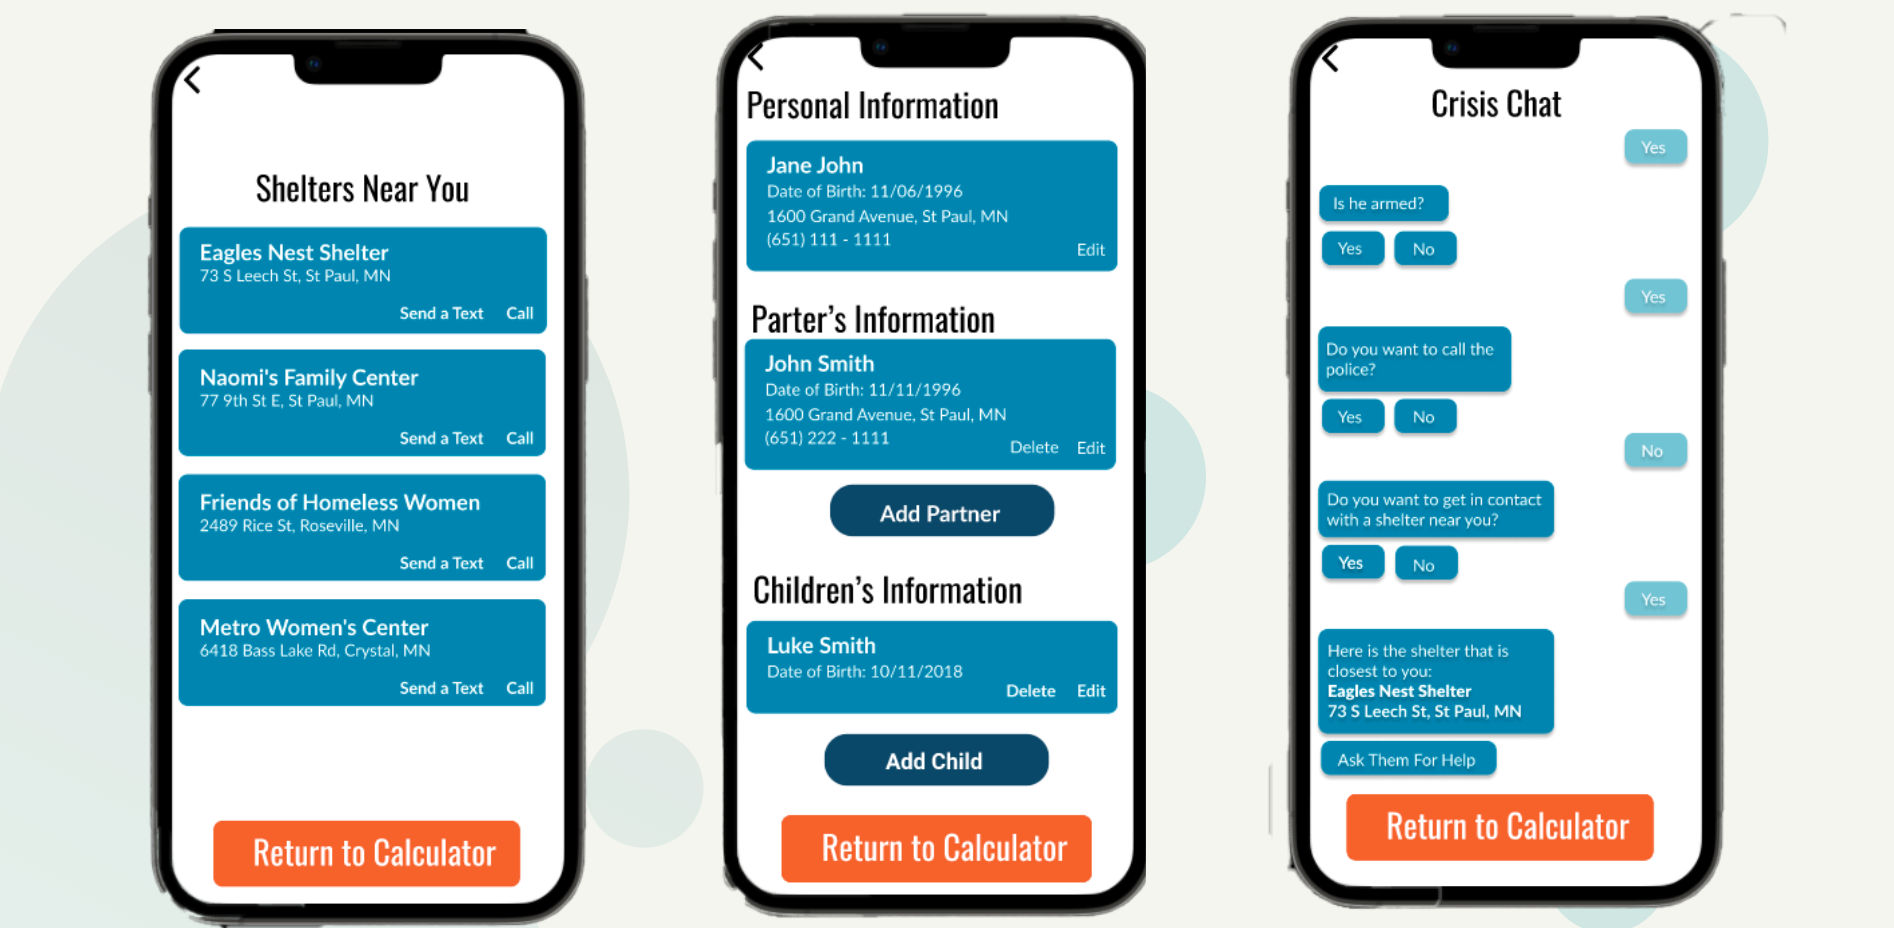 Shelters Near You
Eagles Nest Shelter
73 S Leech St, St Paul, MN
Send a Text Call
Naomi's Family Center
77 9th St E, St Paul, MN
Send a Text Call
Friends of Homeless Women
2489 Rice St, Roseville, MN
Send a Text Call
Metro Women's Center
6418 Bass Lake Rd, Crystal, MN
Send a Text Call
Return to Calculator
Personal Information
Jane John
Date of Birth: 11/06/1996
1600 Grand Avenue, St Paul, MN
(651) 111 - 1111
Edit
Parter's Information
John Smith
Date of Birth: 11/11/1996
1600 Grand Avenue, St Paul, MN
(651) 222 - 1111
Delete Edit
Add Partner
Children's Information
Luke Smith
Date of Birth: 10/11/2018
Delete Edit
Add Child
Return to Calculator
Crisis Chat
Yes
Is he armed?
Yes No
Yes
Do you want to call the
police?
Yes No
No
Do you want to get in contact
with a shelter near you?
Yes No
Yes
Here is the shelter that is
closest to you:
Eagles Nest Shelter
73 S Leech St, St Paul, MN
Ask Them For Help
Return to Calculator